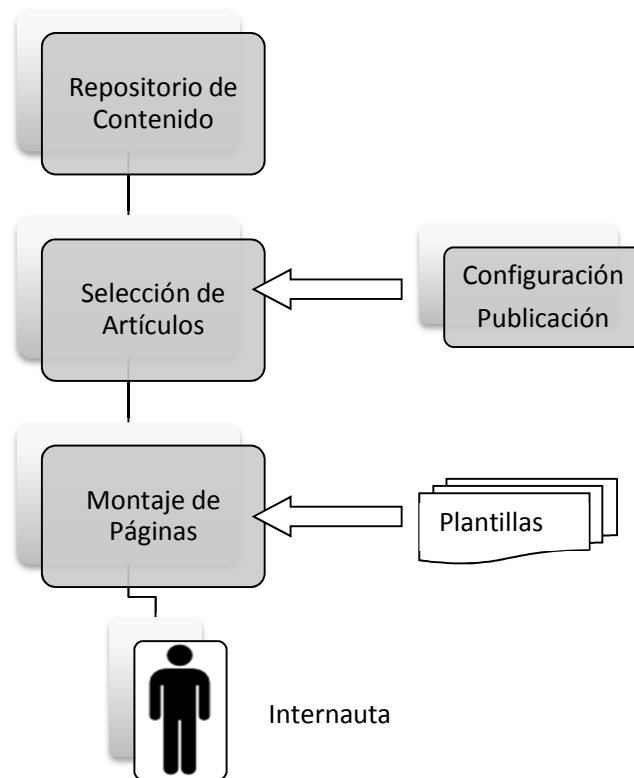 Repositorio de
Contenido
Selección de
Artículos
Configuración
Publicación
Montaje de
Páginas
Plantillas
Internauta